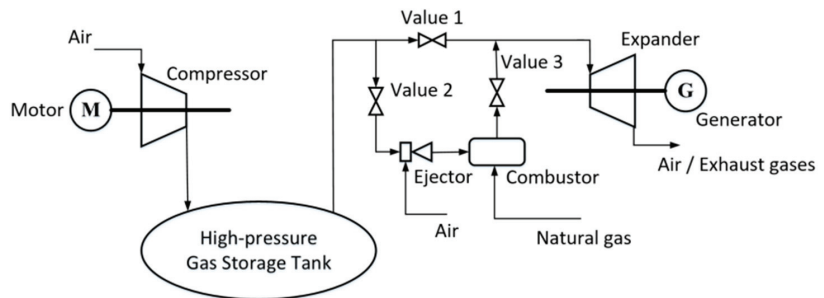 Value 1
Air
Expander
Compressor
Value 3
Motor
M
Value 2
G
Generator
Air / Exhaust gases
Ejector
Combustor
Air
Natural gas
High-pressure
Gas Storage Tank